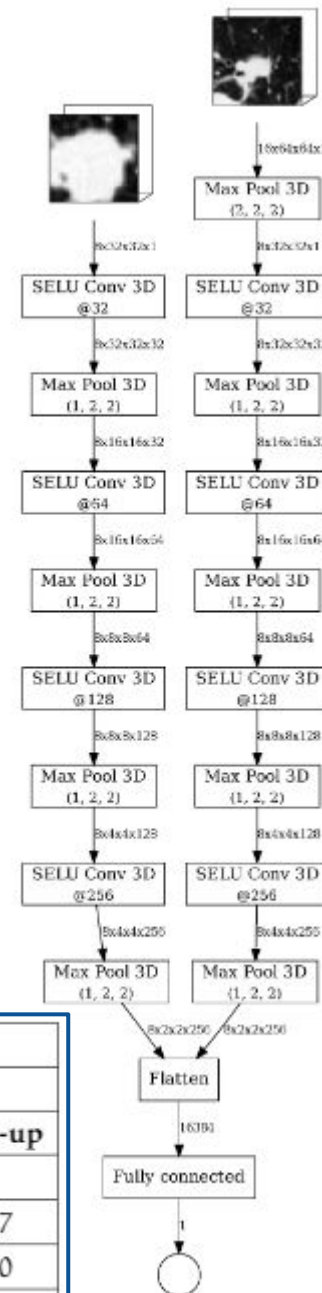 16x64x64x
Max Pool 3D
(2, 2, 2)
8x32x32x1
8x32x32x1
SELU Conv 3D
@32
SELU Conv 3D
@32
8x32x32x32
8x32x32x3
Max Pool 3D
(1, 2, 2)
Max Pool 3D
(1, 2, 2)
8x16x16x32
8x16x16x3
SELU Conv 3D
@64
SELU Conv 3D
@64
8x16x16x64
8x16x16x6
Max Pool 3D
(1, 2, 2)
Max Pool 3D
(1, 2, 2)
8x8x8x64
8x8x8x64
SELU Conv 3D
@128
SELU Conv 3D
@128
8x8x8x128
8x8x8x128
Max Pool 3D
(1, 2, 2)
Max Pool 3D
(1, 2, 2)
8x4x4x128
8x4x4x128
SELU Conv 3D
@256
SELU Conv 3D
@256
8x4x4x256
8x4x4x256
Max Pool 3D
(1, 2, 2)
Max Pool 3D
(1, 2, 2)
8x2x2x256
8x2x2x256
Flatten
16384
Fully connected
1
-up
7
0